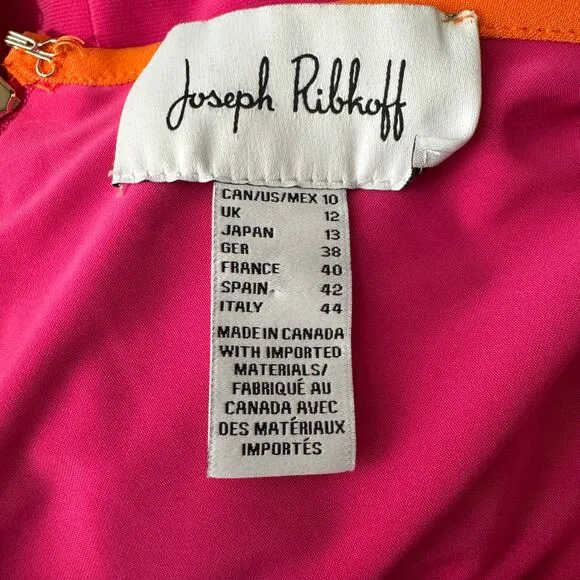 Joseph Ribkoff
CAN/US/MEX 10
UK 12
JAPAN 13
GER 38
FRANCE 40
SPAIN 42
ITALY 44
MADE IN CANADA
WITH IMPORTED
MATERIALS/
FABRIQUÉ AU
CANADA AVEC
DES MATÉRIAUX
IMPORTÉS